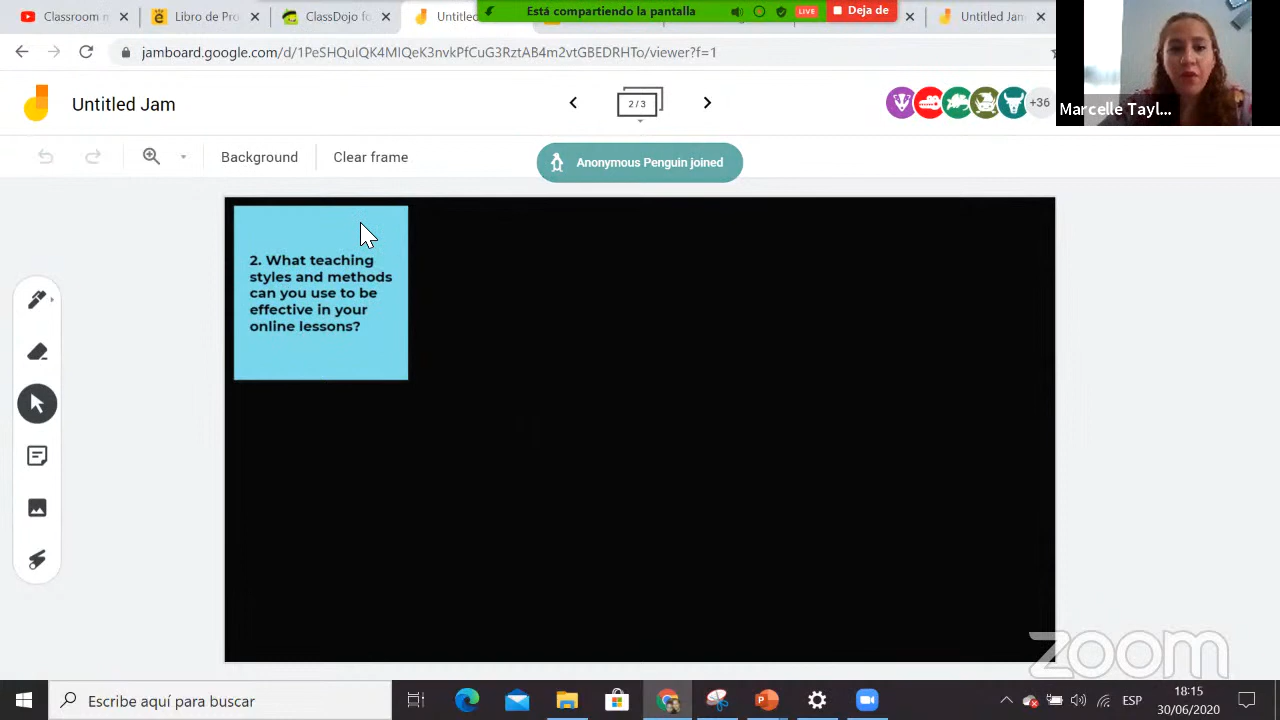 Classroom m
Libro de Pro
ClassDojo f
Untitled
Está compartiendo la pantalla
LIVE
Deja de
Untitled Jam
jamboard.google.com/d/1PeSHQulQK4MIQeK3nvkPfCuG3RztAB4m2vtGBEDRHTo/viewer?f=1
Untitled Jam
2 / 3
+36
Marcelle Tayl...
Background
Clear frame
Anonymous Penguin joined
2. What teaching
styles and methods
can you use to be
effective in your
online lessons?
zoom
Escribe aquí para buscar
ESP
18:15
30/06/2020